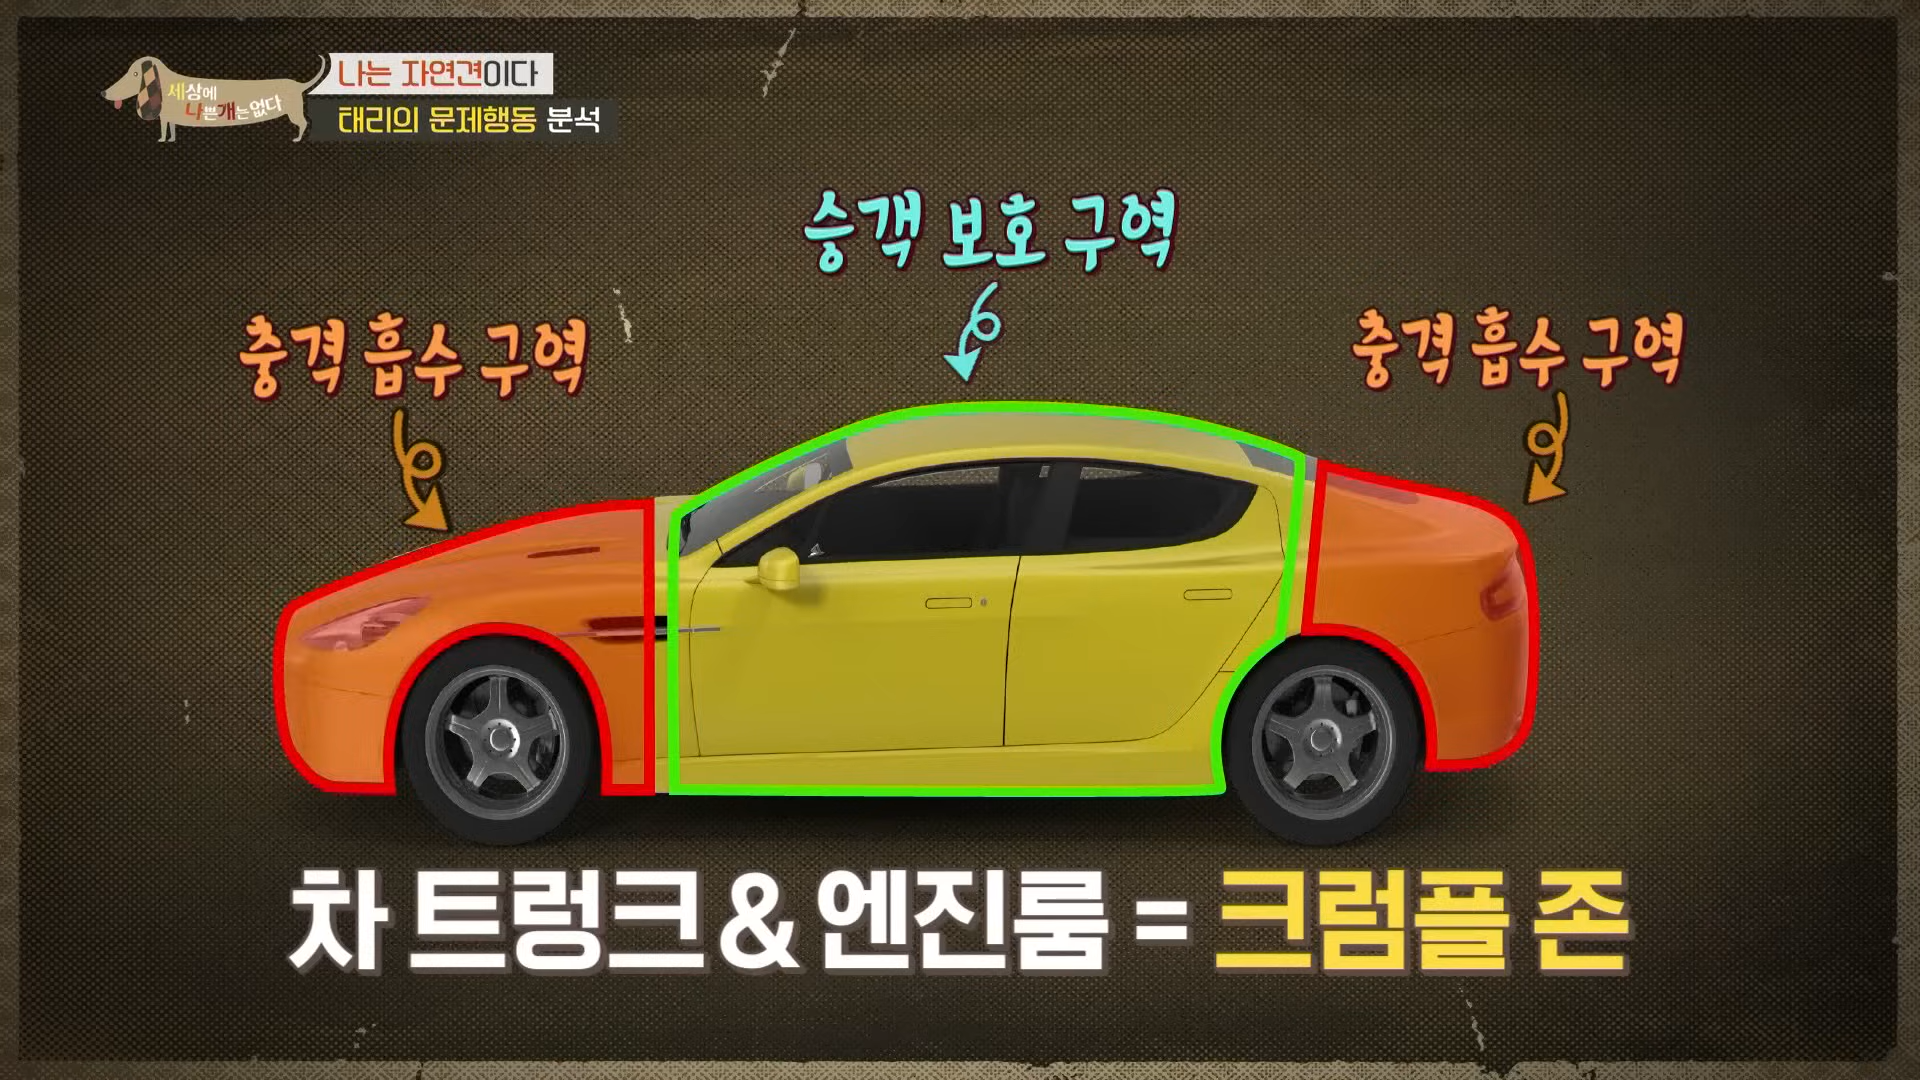 세상에
나쁜개는없다
나는 자연견이다
태리의 문제행동 분석
승객 보호 구역
충격 흡수 구역
충격 흡수 구역
차 트렁크 & 엔진룸 = 크럼플 존